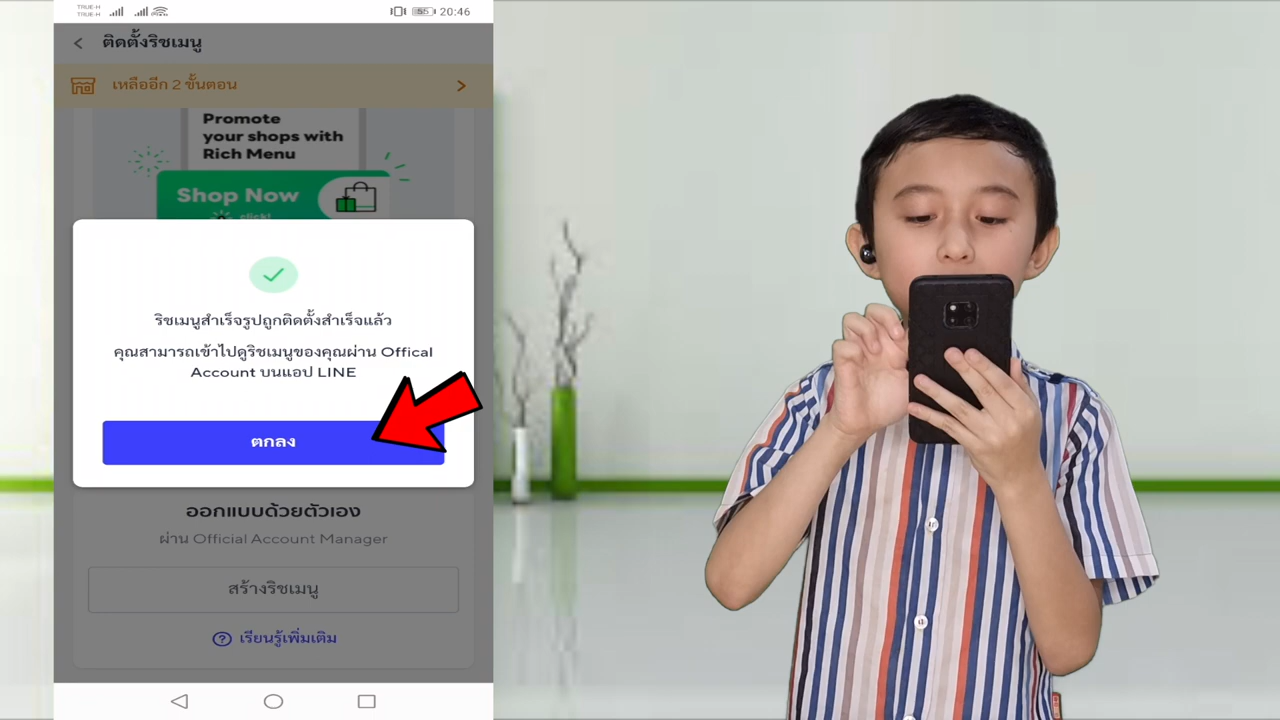 TRUE-H
TRUE-H
55
20:46
ติดตั้งริชเมนู
เหลืออีก 2 ขั้นตอน
Promote
your shops with
Rich Menu
Shop Now
click!
ริชเมนูสำเร็จรูปถูกติดตั้งสำเร็จแล้ว
คุณสามารถเข้าไปดูริชเมนูของคุณผ่าน Offical
Account บนแอป LINE
ตกลง
ออกแบบด้วยตัวเอง
ผ่าน Official Account Manager
สร้างริชเมนู
? เรียนรู้เพิ่มเติม